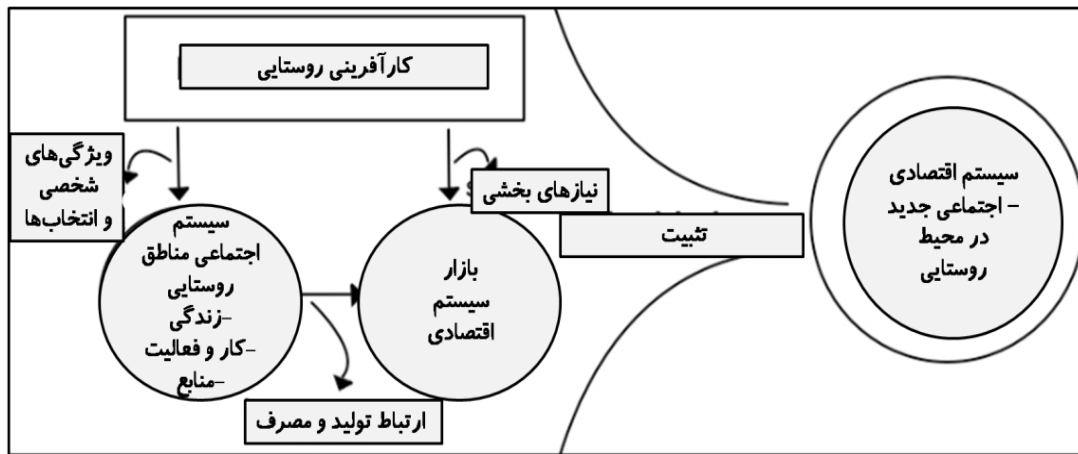 کارآفرینی روستایی
ویژگی‌های
شخصی
و انتخاب‌ها
نیازهای بخشی
سیستم اقتصادی
– اجتماعی جدید
در محیط
روستایی
تثبیت
سیستم
اجتماعی مناطق
روستایی
–زندگی
–کار و فعالیت
–منابع
بازار
سیستم
اقتصادی
ارتباط تولید و مصرف